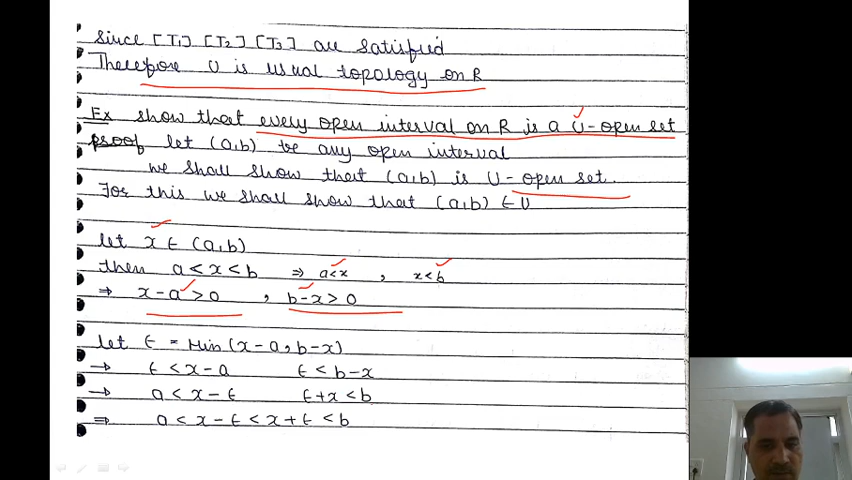 Since [T1] [T2] [T3] are satisfied
Therefore U is usual topology on R
Ex show that every open interval on R is a U-open set
proof let (a,b) be any open interval
we shall show that (a,b) is U-open set.
For this we shall show that (a,b) ∈ U
let x ∈ (a,b)
then a<x<b ⇒ a<x , x<b
⇒ x-a>0 , b-x>0
let ε = Min(x-a, b-x)
→ ε<x-a ε<b-x
→ a<x-ε ε+x<b
⇒ a<x-ε<x+ε<b